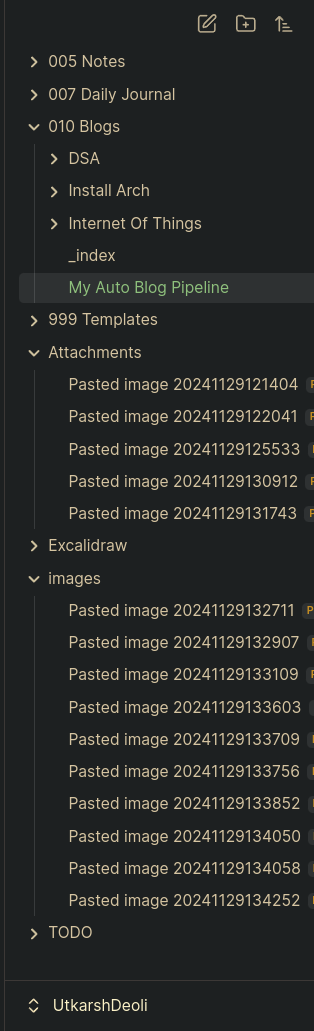 005 Notes
007 Daily Journal
010 Blogs
DSA
Install Arch
Internet Of Things
_index
My Auto Blog Pipeline
999 Templates
Attachments
Pasted image 20241129121404
Pasted image 20241129122041
Pasted image 20241129125533
Pasted image 20241129130912
Pasted image 20241129131743
Excalidraw
images
Pasted image 20241129132711
Pasted image 20241129132907
Pasted image 20241129133109
Pasted image 20241129133603
Pasted image 20241129133709
Pasted image 20241129133756
Pasted image 20241129133852
Pasted image 20241129134050
Pasted image 20241129134058
Pasted image 20241129134252
TODO
UtkarshDeoli